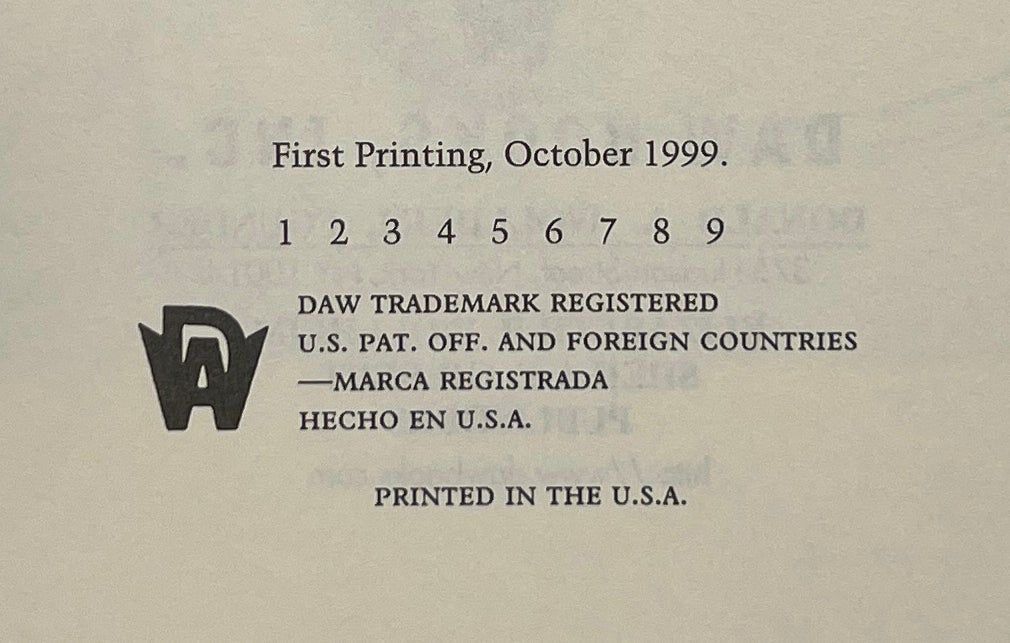 First Printing, October 1999.
1 2 3 4 5 6 7 8 9
DAW
DAW TRADEMARK REGISTERED
U.S. PAT. OFF. AND FOREIGN COUNTRIES
—MARCA REGISTRADA
HECHO EN U.S.A.
PRINTED IN THE U.S.A.